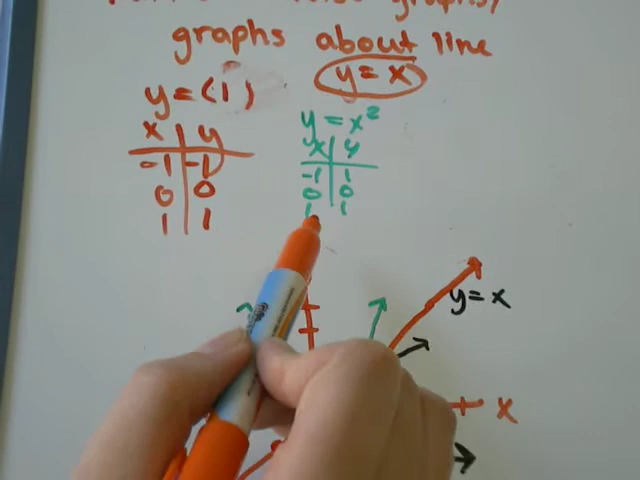 graphs about line
y = x
y = (1)
x y
-1 -1
0 0
1 1
y = x²
x y
-1 1
0 0
1 1
y = x
x